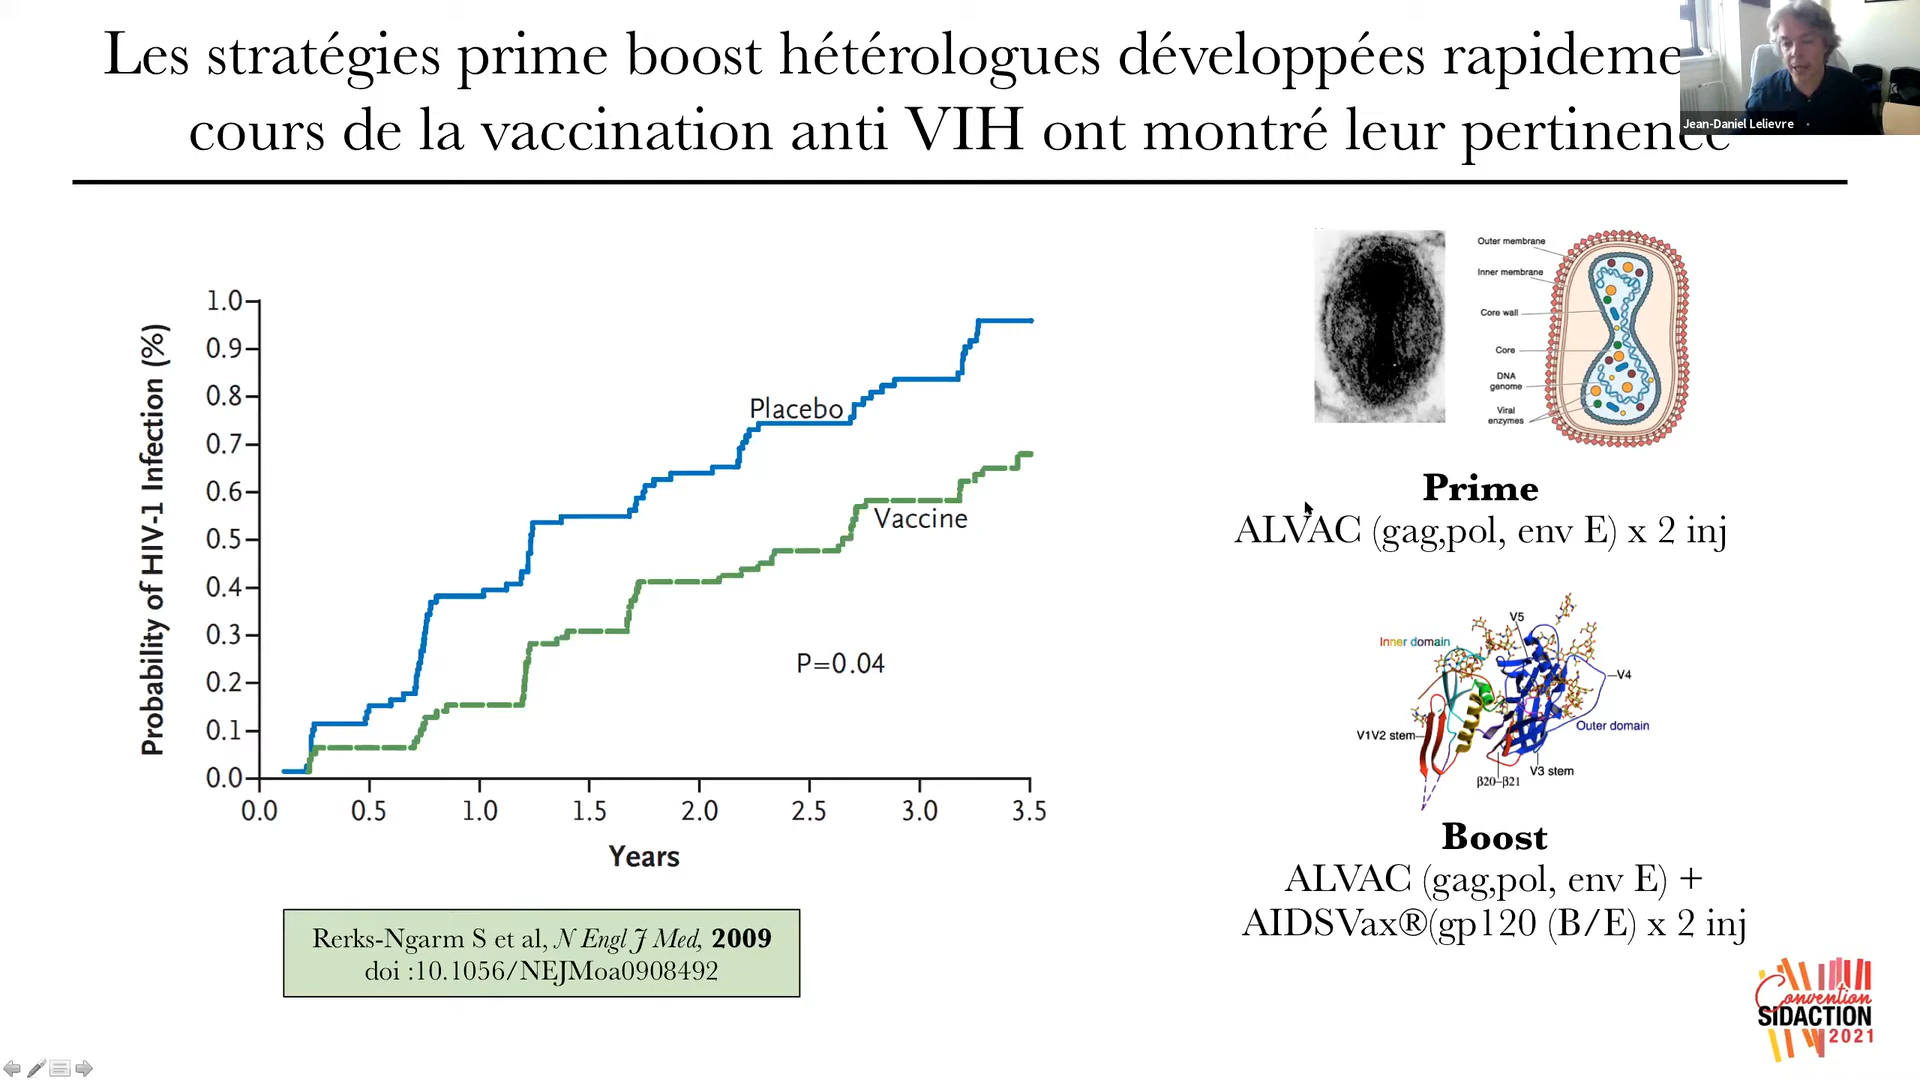 Les stratégies prime boost hétérologues développées rapideme
cours de la vaccination anti VIH ont montré leur pertinence
Jean-Daniel Lelievre
Probability of HIV-1 Infection (%)
1.0
0.9
0.8
0.7
0.6
0.5
0.4
0.3
0.2
0.1
0.0
0.0 0.5 1.0 1.5 2.0 2.5 3.0 3.5
Years
Placebo
Vaccine
P=0.04
Rerks-Ngarm S et al, N Engl J Med, 2009
doi :10.1056/NEJMoa0908492
Outer membrane
Inner membrane
Core wall
Core
DNA
genome
Viral
enzymes
Prime
ALVAC (gag,pol, env E) x 2 inj
V5
Inner domain
V4
Outer domain
V1V2 stem
V3 stem
β20–β21
Boost
ALVAC (gag,pol, env E) +
AIDSVax®(gp120 (B/E) x 2 inj
Convention
SIDACTION
2021